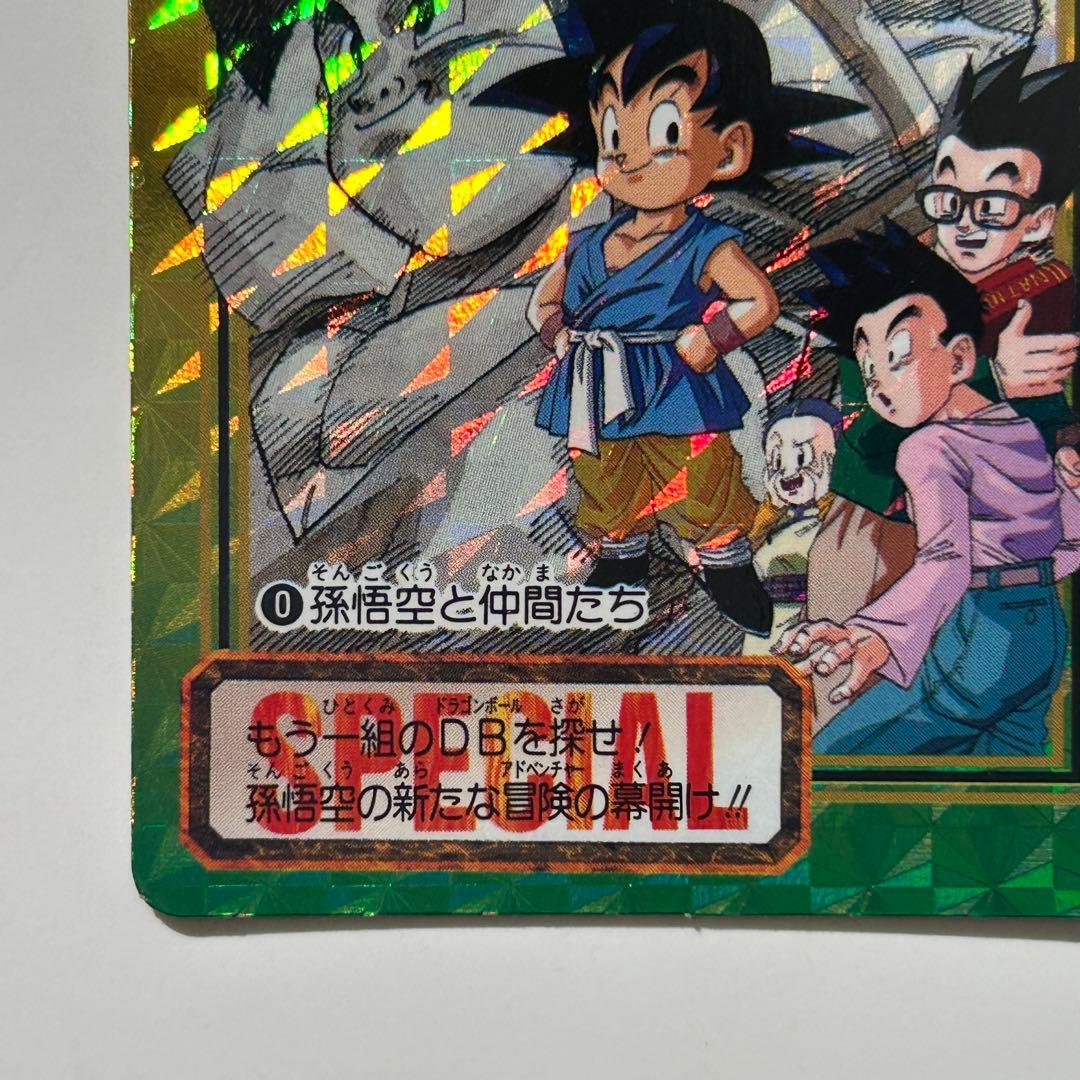 0 孫悟空と仲間たち
そんごくう なかま
SPECIAL
もう一組のDBを探せ!
ひとくみ ドラゴンボール さが
孫悟空の新たな冒険の幕開け!!
そんごくう あら アドベンチャー まくあ